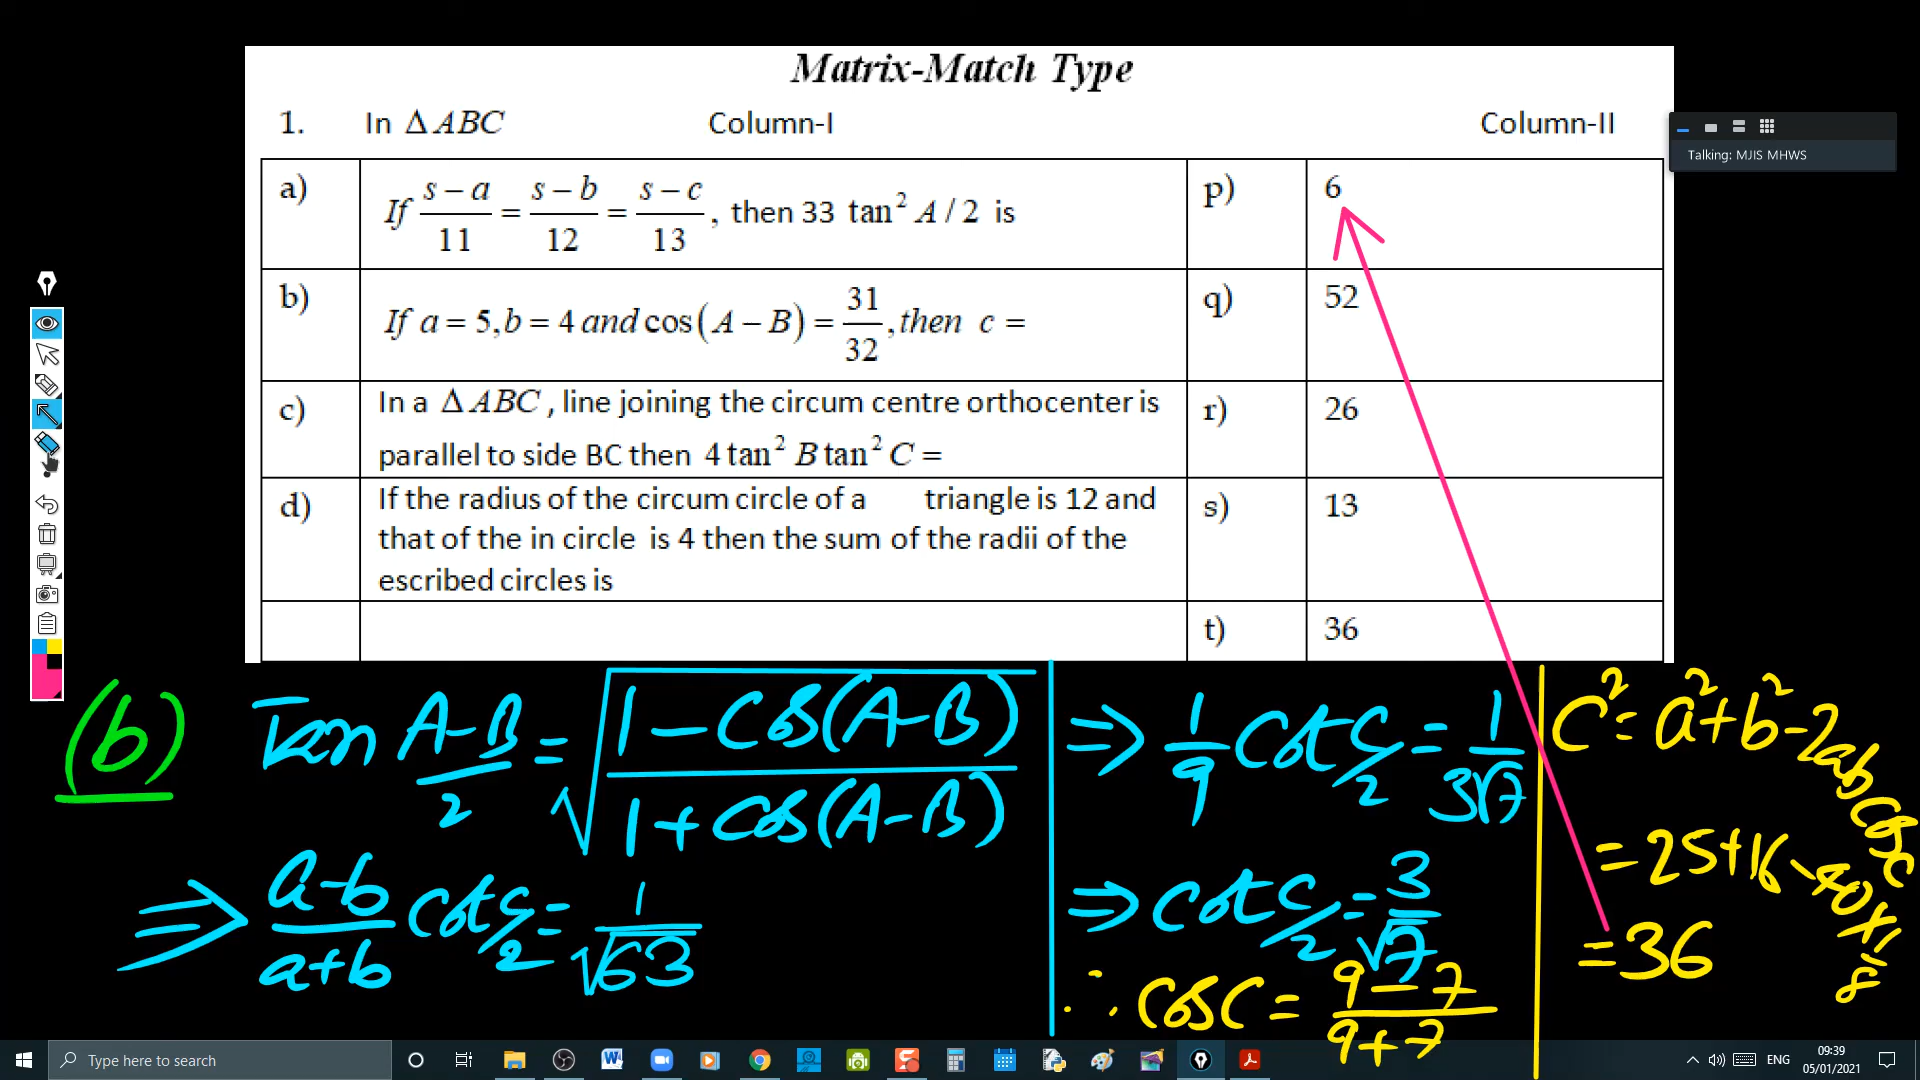 Matrix-Match Type
1. In Δ ABC Column-I Column-II
a) If (s − a)/11 = (s − b)/12 = (s − c)/13, then 33 tan² A / 2 is p) 6
b) If a = 5, b = 4 and cos(A − B) = 31/32, then c = q) 52
c) In a Δ ABC, line joining the circum centre orthocenter is r) 26
parallel to side BC then 4 tan² B tan² C =
d) If the radius of the circum circle of a triangle is 12 and s) 13
that of the in circle is 4 then the sum of the radii of the
escribed circles is
t) 36
Talking: MJIS MHWS
(b) Tan (A-B)/2 = √((1 - Cos(A-B))/(1 + Cos(A-B)))
⇒ (a-b)/(a+b) Cot C/2 = 1/√63
⇒ 1/9 Cot C/2 = 1/3√7
⇒ Cot C/2 = 3/√7
∴ Cos C = (9-7)/(9+7)
C² = a² + b² - 2ab Cos C
= 25 + 16 - 40 × 1/8
= 36
Type here to search
ENG
09:39
05/01/2021